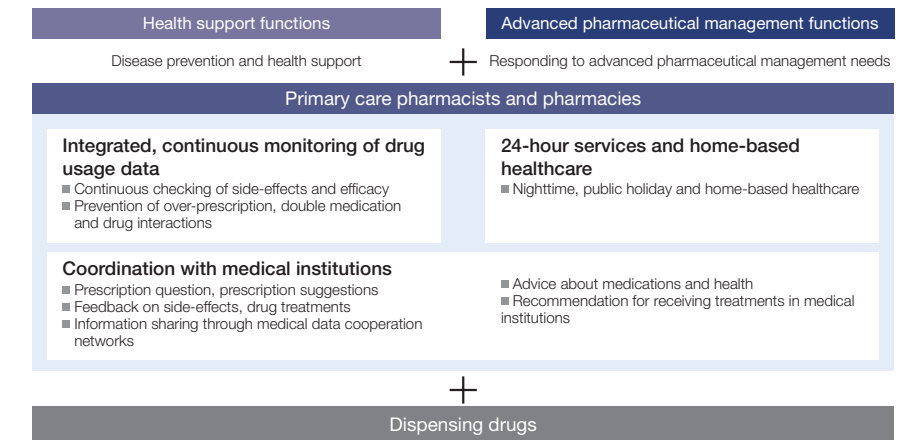 Health support functions
Advanced pharmaceutical management functions
Disease prevention and health support
+
Responding to advanced pharmaceutical management needs
Primary care pharmacists and pharmacies
Integrated, continuous monitoring of drug
usage data
■ Continuous checking of side-effects and efficacy
■ Prevention of over-prescription, double medication
and drug interactions
24-hour services and home-based
healthcare
■ Nighttime, public holiday and home-based healthcare
Coordination with medical institutions
■ Prescription question, prescription suggestions
■ Feedback on side-effects, drug treatments
■ Information sharing through medical data cooperation
networks
■ Advice about medications and health
■ Recommendation for receiving treatments in medical
institutions
+
Dispensing drugs